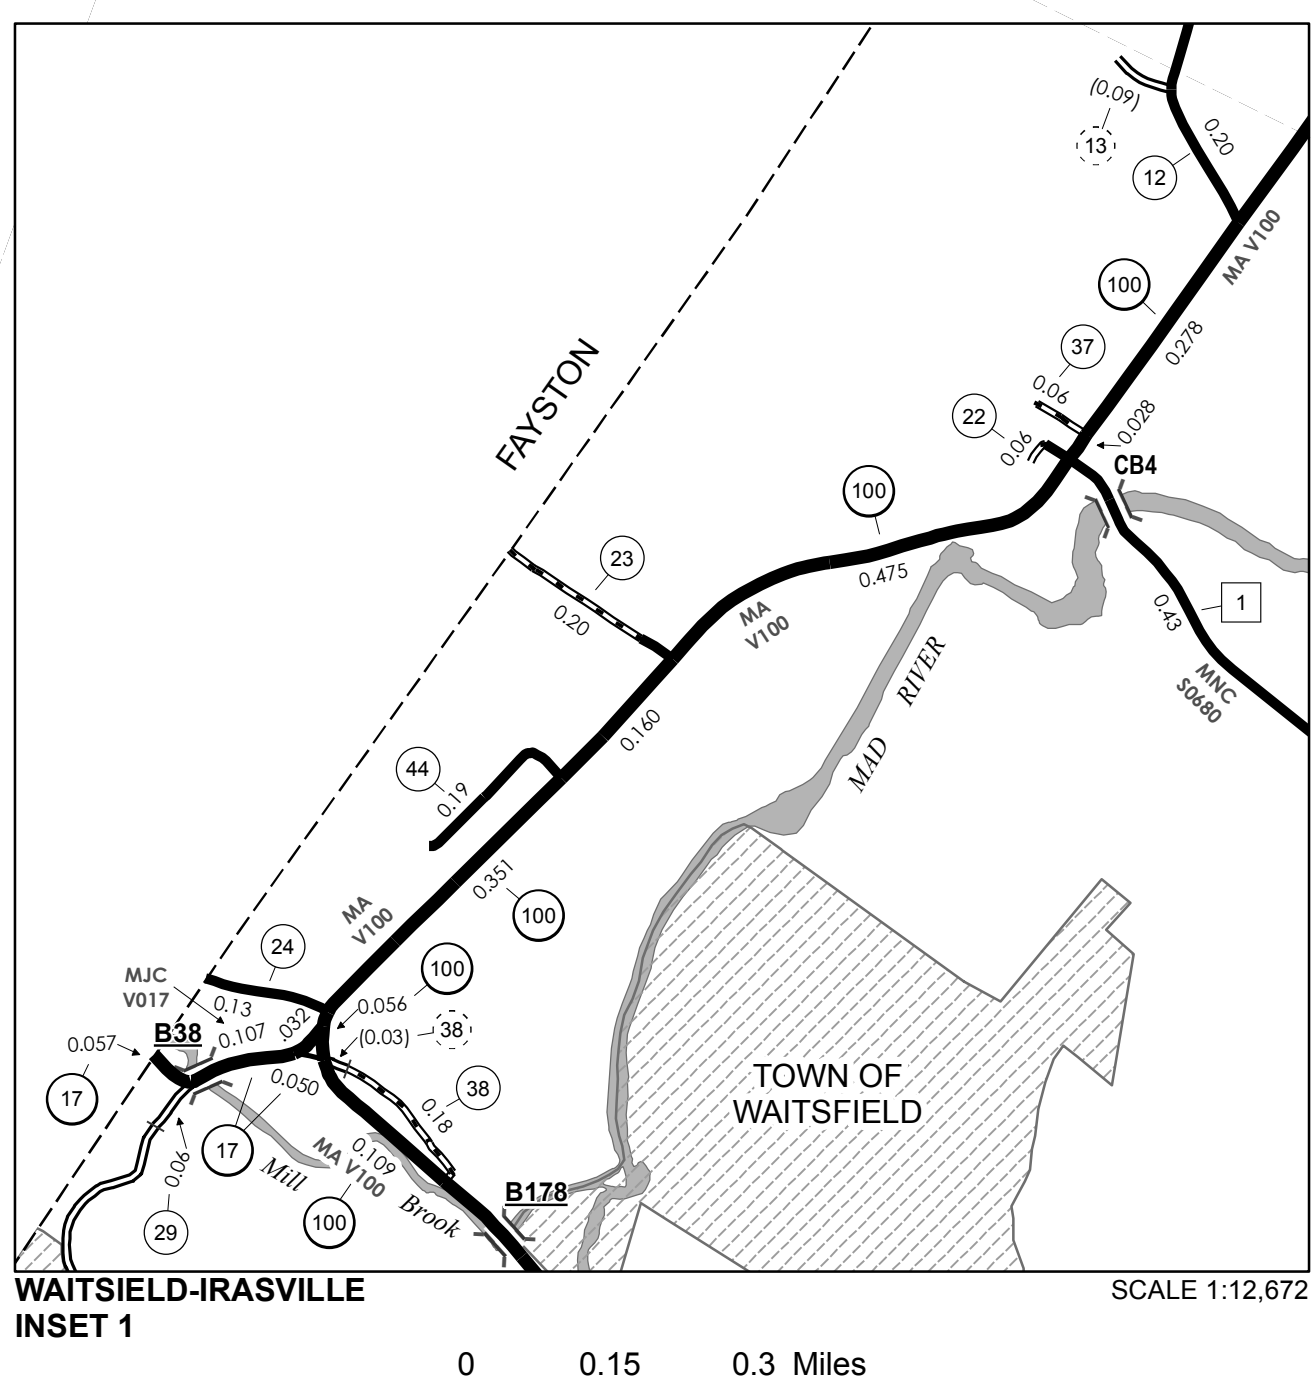 (0.09)
0.20
13
12
MA V100
100
0.278
37
0.06
22
0.06
0.028
CB4
FAYSTON
100
0.475
23
0.20
MA
V100
1
0.43
MNC
S0680
RIVER
MAD
0.160
44
0.19
0.351
100
MA
V100
24
100
MJC
V017
0.13
0.056
.032
0.107
(0.03)
38
B38
0.057
17
0.050
38
0.18
TOWN OF
WAITSFIELD
17
0.06
Mill
MA V100
0.109
Brook
B178
100
29
WAITSIELD-IRASVILLE
INSET 1
SCALE 1:12,672
0 0.15 0.3 Miles